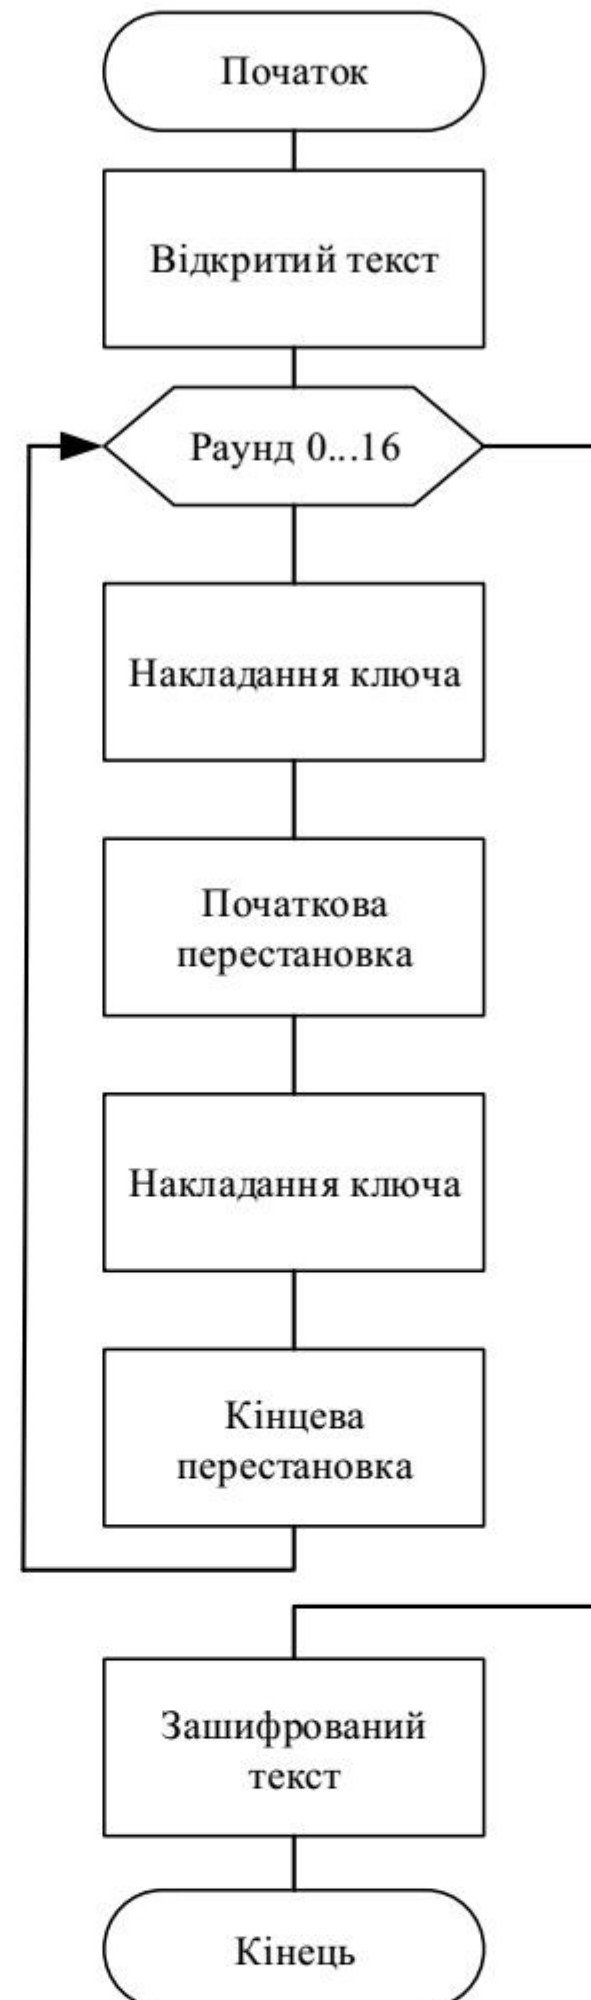 Початок
Відкритий текст
Раунд 0...16
Накладання ключа
Початкова
перестановка
Накладання ключа
Кінцева
перестановка
Зашифрований
текст
Кінець